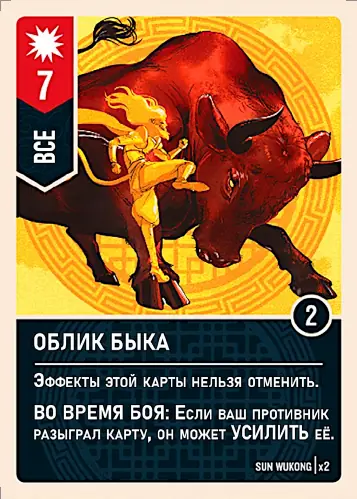 7
ВСЕ
2
ОБЛИК БЫКА
Эффекты этой карты нельзя отменить.
ВО ВРЕМЯ БОЯ: Если ваш противник
разыграл карту, он может УСИЛИТЬ её.
SUN WUKONG | x2